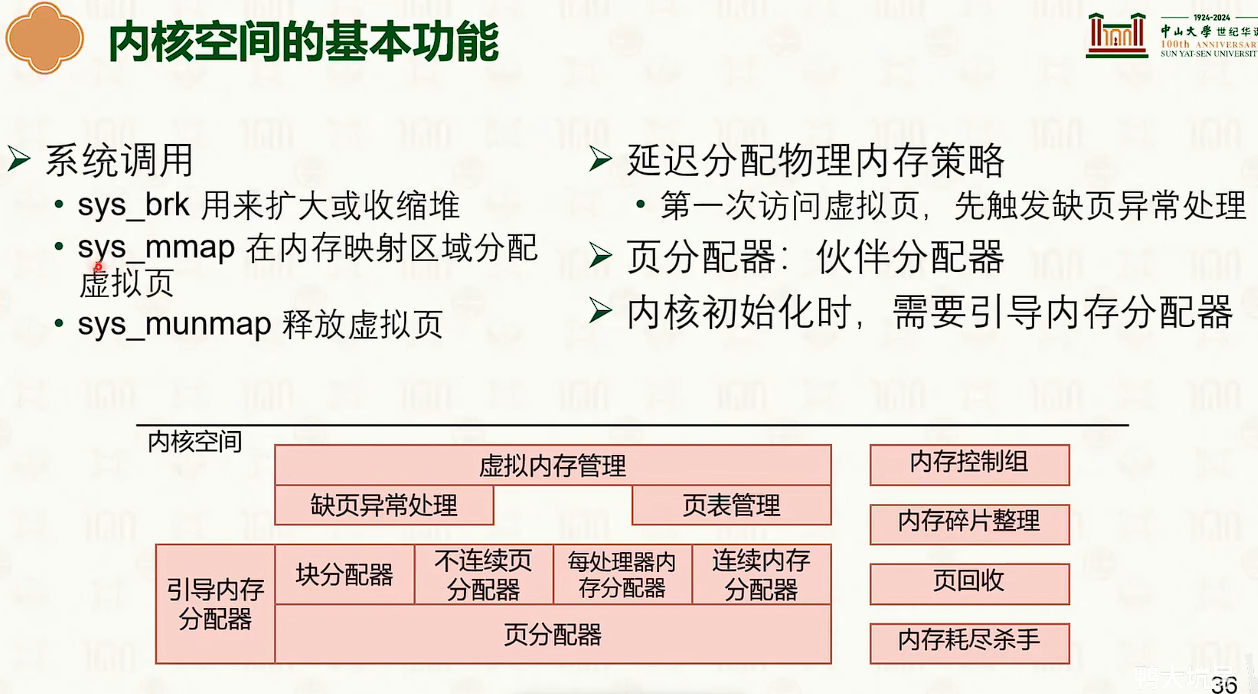 内核空间的基本功能
1924-2024
中山大学 世纪华诞
100th ANNIVERSARY
SUN YAT-SEN UNIVERSITY
系统调用
sys_brk 用来扩大或收缩堆
sys_mmap 在内存映射区域分配
虚拟页
sys_munmap 释放虚拟页
延迟分配物理内存策略
第一次访问虚拟页，先触发缺页异常处理
页分配器：伙伴分配器
内核初始化时，需要引导内存分配器
内核空间
虚拟内存管理
缺页异常处理
页表管理
引导内存
分配器
块分配器
不连续页
分配器
每处理器内
存分配器
连续内存
分配器
页分配器
内存控制组
内存碎片整理
页回收
内存耗尽杀手
36